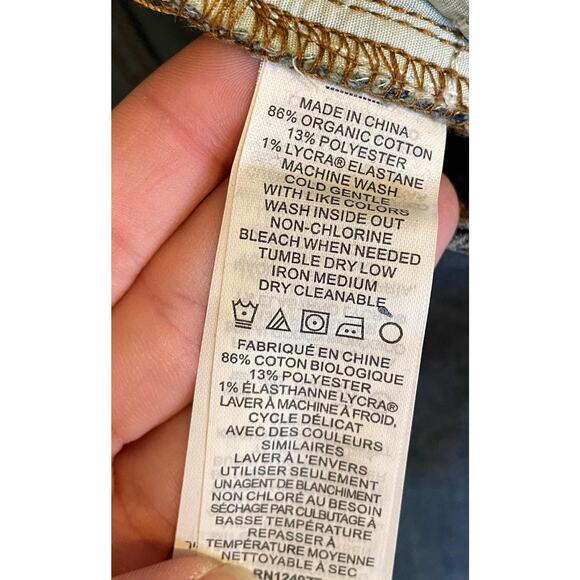 MADE IN CHINA
86% ORGANIC COTTON
13% POLYESTER
1% LYCRA® ELASTANE
MACHINE WASH
COLD GENTLE
WITH LIKE COLORS
WASH INSIDE OUT
NON-CHLORINE
BLEACH WHEN NEEDED
TUMBLE DRY LOW
IRON MEDIUM
DRY CLEANABLE
FABRIQUÉ EN CHINE
86% COTON BIOLOGIQUE
13% POLYESTER
1% ÉLASTHANNE LYCRA®
LAVER À MACHINE À FROID,
CYCLE DÉLICAT
AVEC DES COULEURS
SIMILAIRES
LAVER À L'ENVERS
UTILISER SEULEMENT
UN AGENT DE BLANCHIMENT
NON CHLORÉ AU BESOIN
SÉCHAGE PAR CULBUTAGE À
BASSE TEMPÉRATURE
REPASSER À
TEMPÉRATURE MOYENNE
NETTOYABLE À SEC